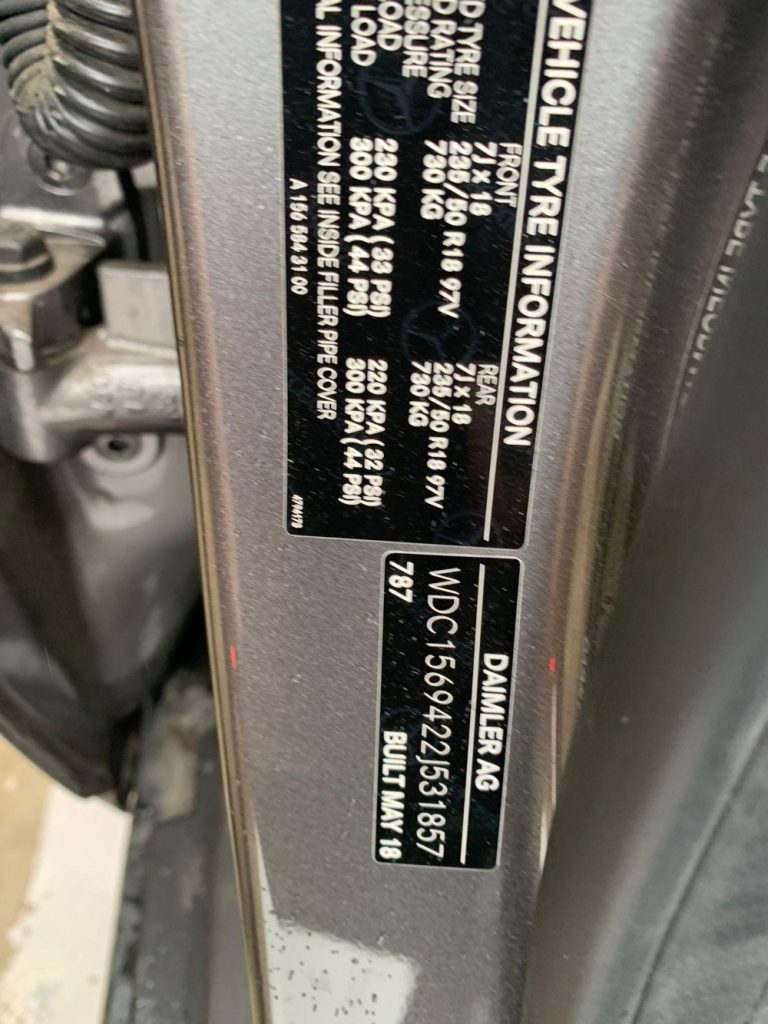 VEHICLE TYRE INFORMATION
FRONT REAR
D TYRE SIZE 7J X 18 7J X 18
235/50 R18 97V 235/50 R18 97V
D RATING 730 KG 730 KG
ESSURE
LOAD 230 KPA ( 33 PSI) 220 KPA ( 32 PSI)
LOAD 300 KPA ( 44 PSI) 300 KPA ( 44 PSI)
AL INFORMATION SEE INSIDE FILLER PIPE COVER
A 156 584 31 00
DAIMLER AG
WDC1569422J531857
787 BUILT MAY 18